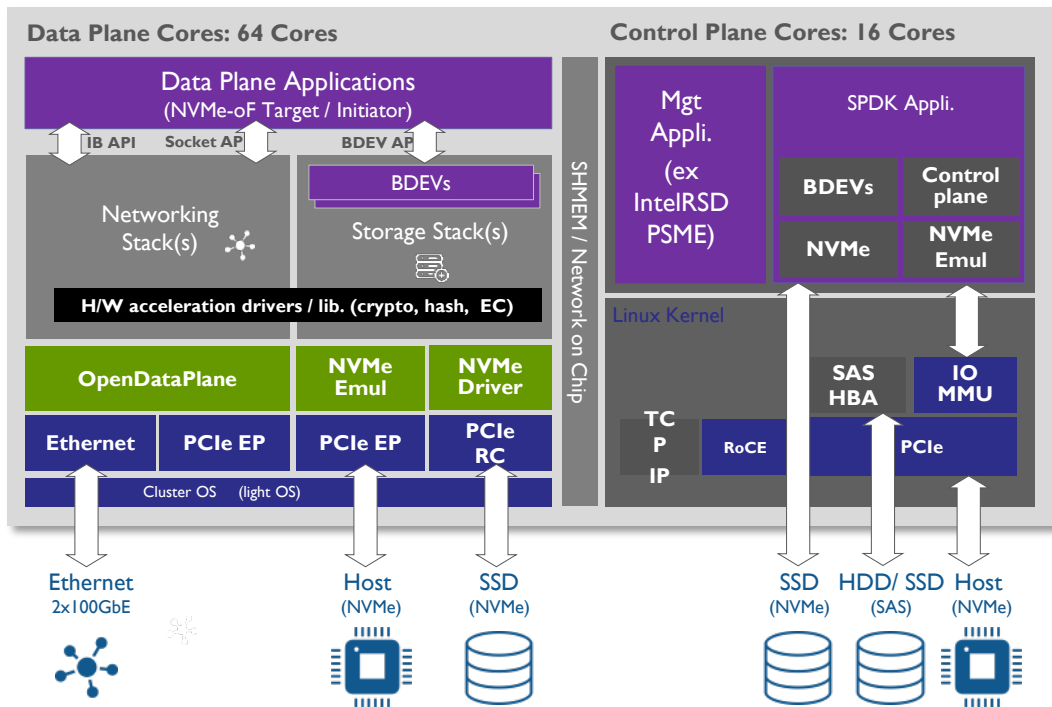 Data Plane Cores: 64 Cores
Data Plane Applications
(NVMe-oF Target / Initiator)
IB API
Socket AP
BDEV AP
Networking
Stack(s)
BDEVs
Storage Stack(s)
H/W acceleration drivers / lib. (crypto, hash, EC)
OpenDataPlane
NVMe
Emul
NVMe
Driver
Ethernet
PCIe EP
PCIe EP
PCIe
RC
Cluster OS (light OS)
SHMEM / Network on Chip
Control Plane Cores: 16 Cores
Mgt
Appli.
(ex
IntelRSD
PSME)
SPDK Appli.
BDEVs
Control
plane
NVMe
NVMe
Emul
Linux Kernel
SAS
HBA
IO
MMU
TC
P
IP
RoCE
PCIe
Ethernet
2x100GbE
Host
(NVMe)
SSD
(NVMe)
SSD
(NVMe)
HDD/ SSD
(SAS)
Host
(NVMe)